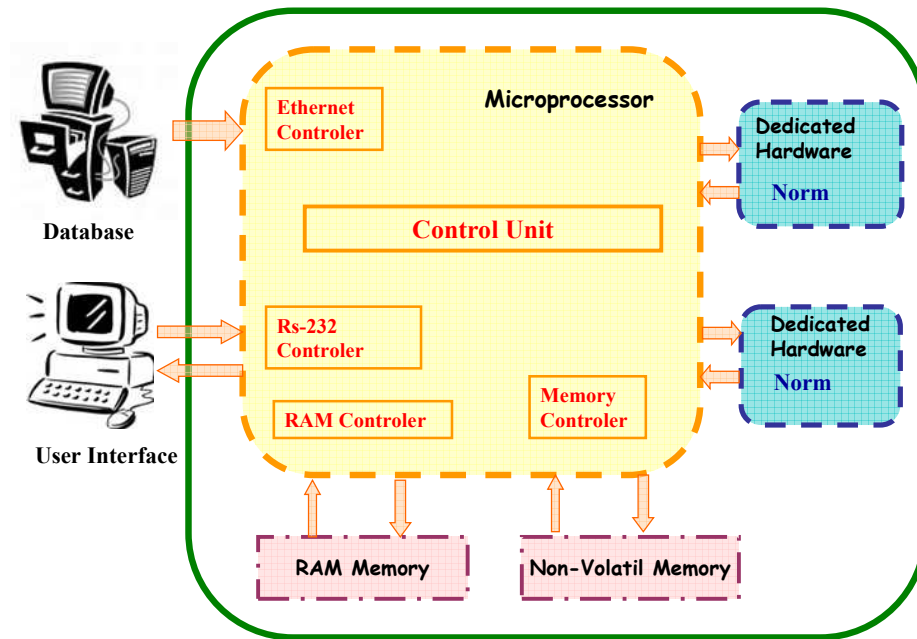 Microprocessor
Ethernet
Controler
Dedicated
Hardware
Norm
Control Unit
Database
Rs-232
Controler
Dedicated
Hardware
Norm
RAM Controler
Memory
Controler
User Interface
RAM Memory
Non-Volatil Memory